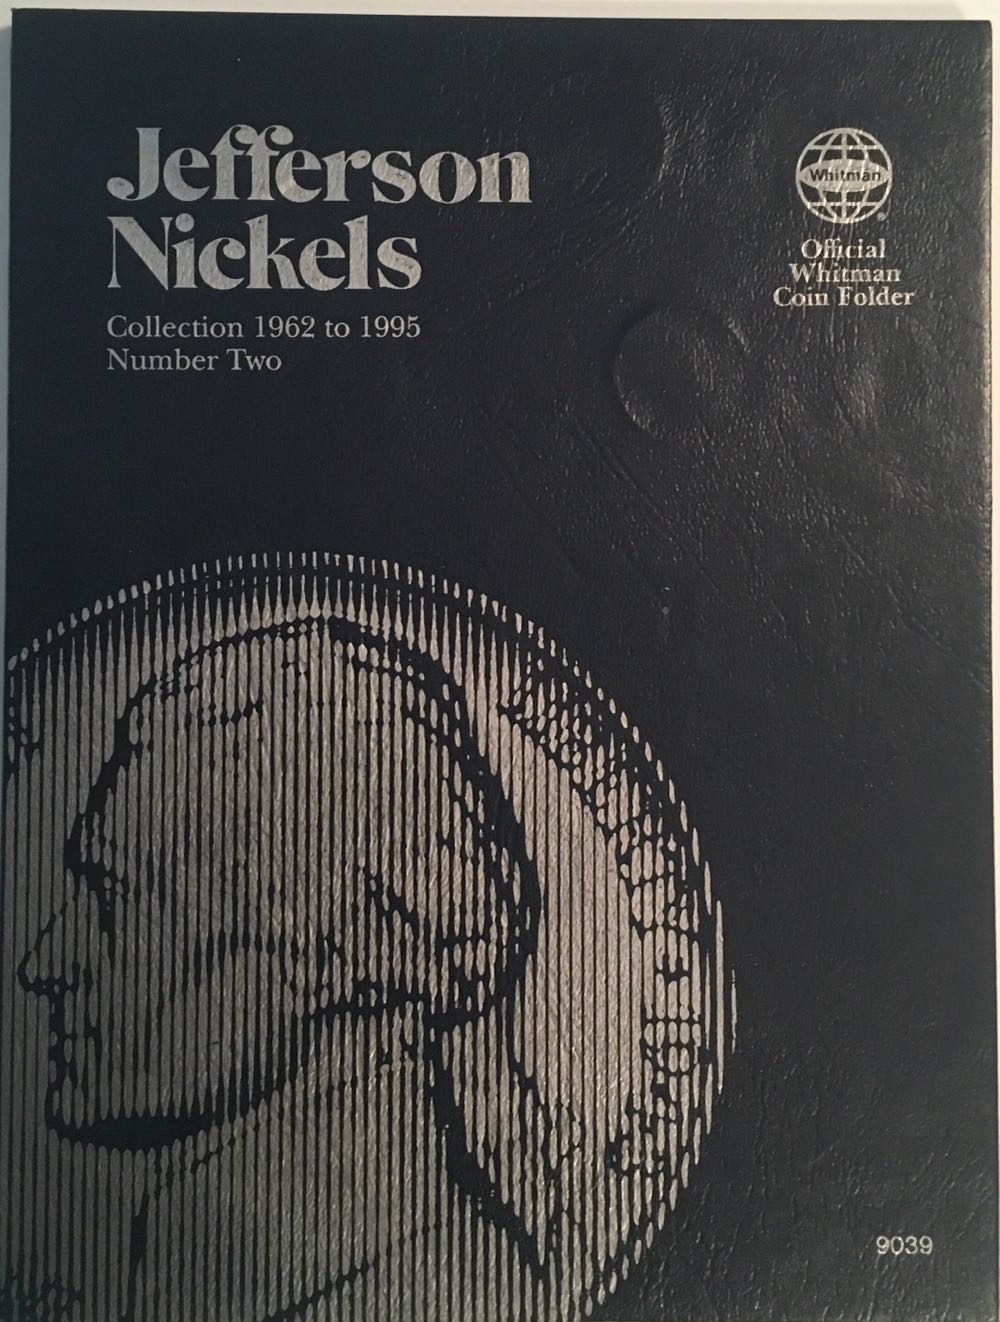 Jefferson
Nickels
Collection 1962 to 1995
Number Two
Whitman
Official
Whitman
Coin Folder
9039